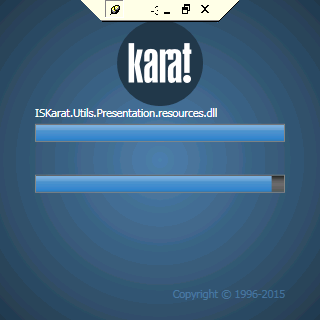 karat!
ISKarat.Utils.Presentation.resources.dll
Copyright © 1996-2015